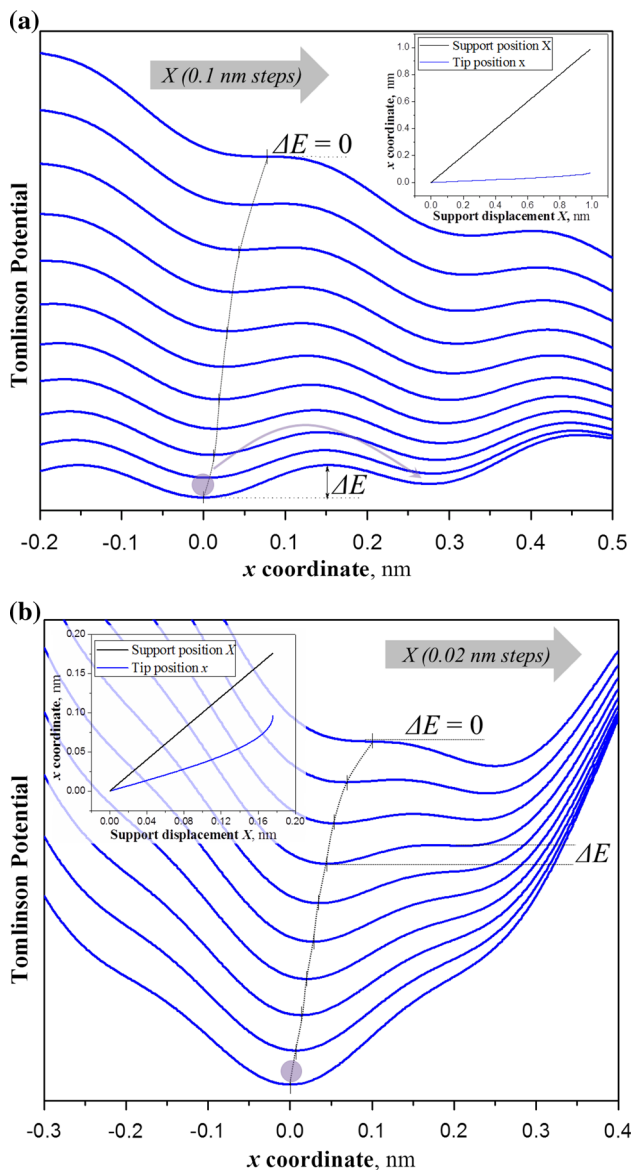 (a)
X (0.1 nm steps)
ΔE = 0
1.0
0.8
0.6
0.4
0.2
0.0
x coordinate, nm
Support position X
Tip position x
0.0 0.2 0.4 0.6 0.8 1.0
Support displacement X, nm
Tomlinson Potential
ΔE
-0.2 -0.1 0.0 0.1 0.2 0.3 0.4 0.5
x coordinate, nm
(b)
0.20
0.15
0.10
0.05
0.00
x coordinate, nm
Support position X
Tip position x
0.00 0.04 0.08 0.12 0.16 0.20
Support displacement X, nm
X (0.02 nm steps)
ΔE = 0
ΔE
Tomlinson Potential
-0.3 -0.2 -0.1 0.0 0.1 0.2 0.3 0.4
x coordinate, nm